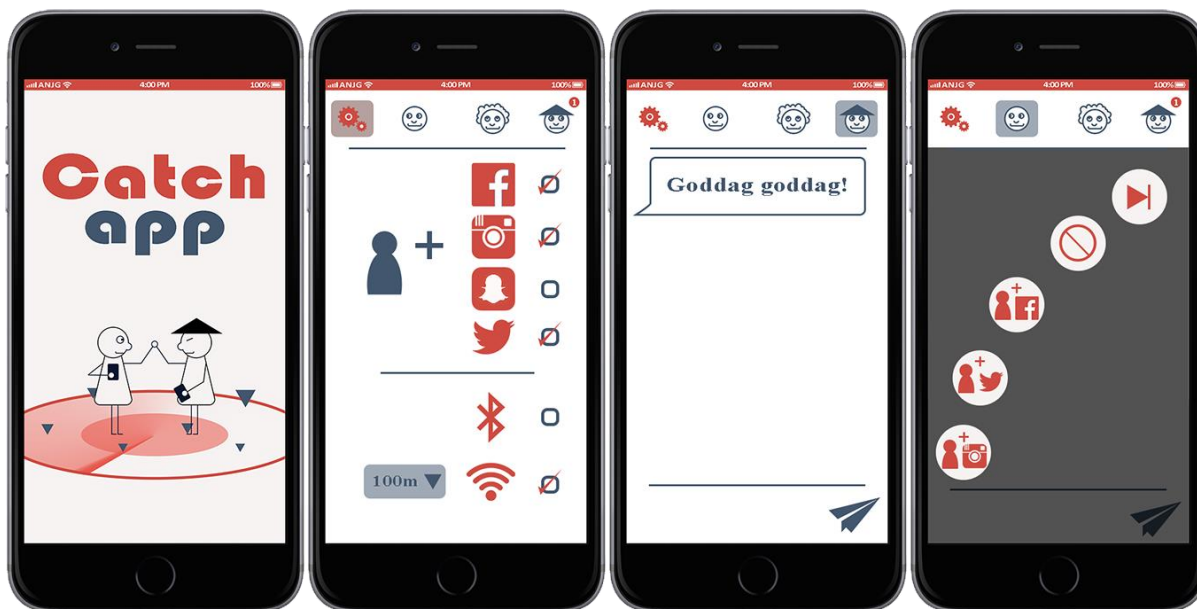 ANJG 4:00 PM 100%
Catch
app
ANJG 4:00 PM 100%
1
100m
ANJG 4:00 PM 100%
Goddag goddag!
ANJG 4:00 PM 100%
1